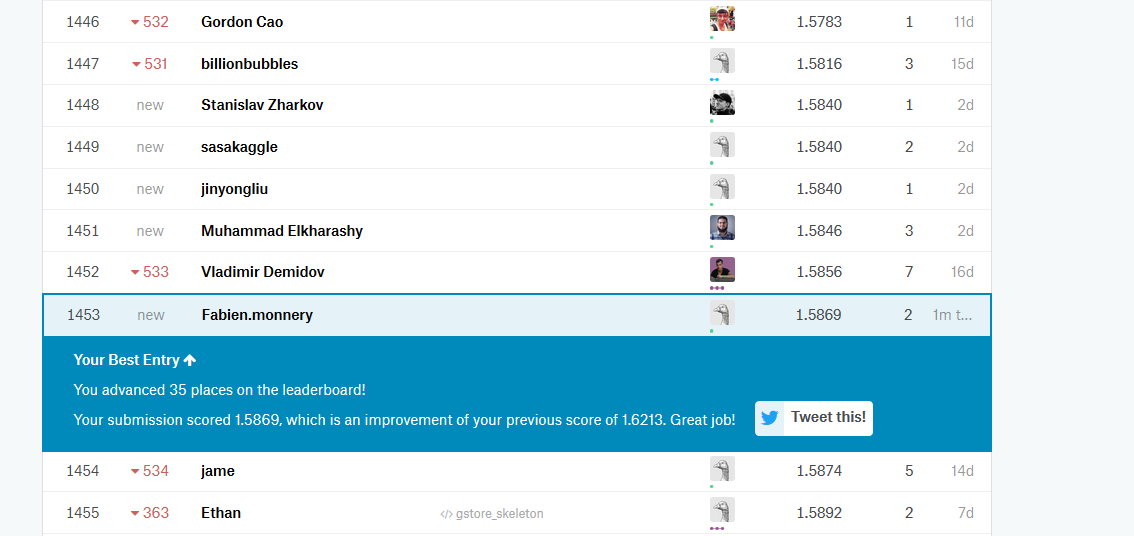 1446 532 Gordon Cao 1.5783 1 11d
1447 531 billionbubbles 1.5816 3 15d
1448 new Stanislav Zharkov 1.5840 1 2d
1449 new sasakaggle 1.5840 2 2d
1450 new jinyongliu 1.5840 1 2d
1451 new Muhammad Elkharashy 1.5846 3 2d
1452 533 Vladimir Demidov 1.5856 7 16d
1453 new Fabien.monnery 1.5869 2 1m t...
Your Best Entry
You advanced 35 places on the leaderboard!
Your submission scored 1.5869, which is an improvement of your previous score of 1.6213. Great job! Tweet this!
1454 534 jame 1.5874 5 14d
1455 363 Ethan </> gstore_skeleton 1.5892 2 7d